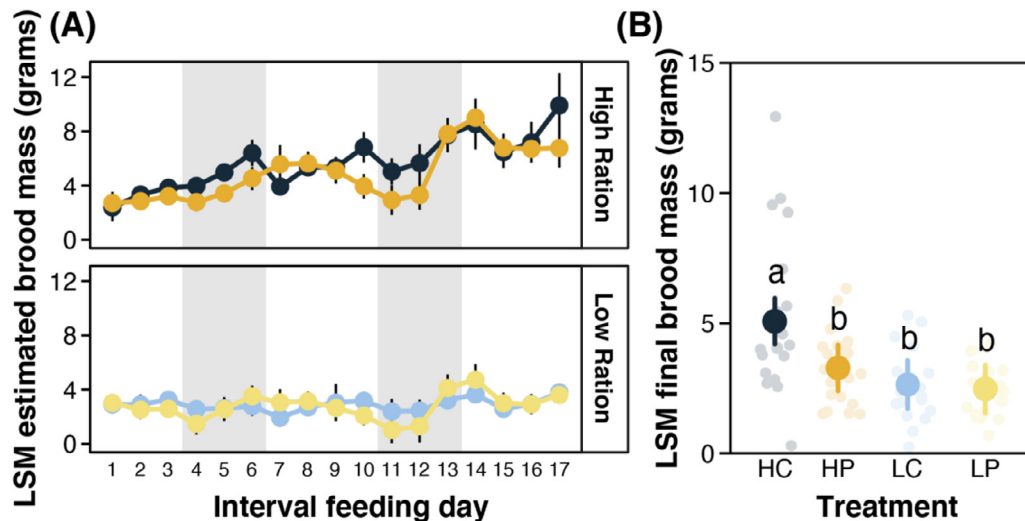 (A)
LSM estimated brood mass (grams)
12
8
4
0
High Ration
12
8
4
0
Low Ration
1 2 3 4 5 6 7 8 9 10 11 12 13 14 15 16 17
Interval feeding day
(B)
LSM final brood mass (grams)
15
10
5
0
a
b
b
b
HC HP LC LP
Treatment